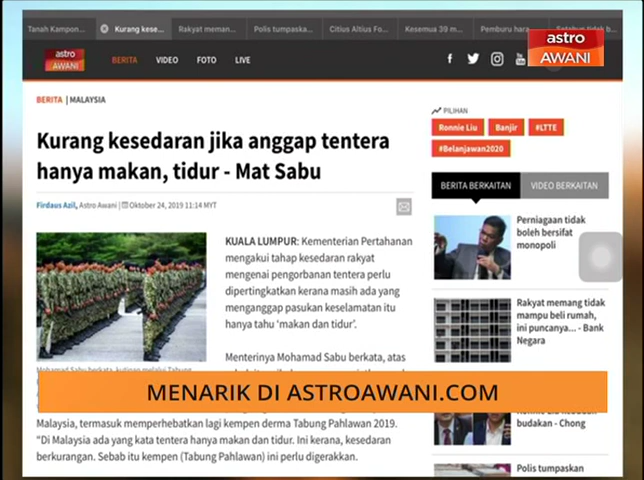 Tanah Kampon...
Kurang kese...
Rakyat meman...
Polis tumpaske...
Citius Altius Fo...
Kesemua 39 m...
Pemburu hara
astro
AWANI
astro
AWANI
BERITA
VIDEO
FOTO
LIVE
BERITA | MALAYSIA
Kurang kesedaran jika anggap tentera
hanya makan, tidur - Mat Sabu
Firdaus Azil, Astro Awani | Oktober 24, 2019 11:14 MYT
KUALA LUMPUR: Kementerian Pertahanan
mengakui tahap kesedaran rakyat
mengenai pengorbanan tentera perlu
dipertingkatkan kerana masih ada yang
menganggap pasukan keselamatan itu
hanya tahu 'makan dan tidur'.
Menterinya Mohamad Sabu berkata, atas
MENARIK DI ASTROAWANI.COM
Malaysia, termasuk memperhebatkan lagi kempen derma Tabung Pahlawan 2019.
"Di Malaysia ada yang kata tentera hanya makan dan tidur. Ini kerana, kesedaran
berkurangan. Sebab itu kempen (Tabung Pahlawan) ini perlu digerakkan.
PILIHAN
Ronnie Liu
Banjir
#LTTE
#Belanjawan2020
BERITA BERKAITAN
VIDEO BERKAITAN
Perniagaan tidak
boleh bersifat
monopoli
Rakyat memang tidak
mampu beli rumah,
ini puncanya... - Bank
Negara
budakan - Chong
Polis tumpaskan